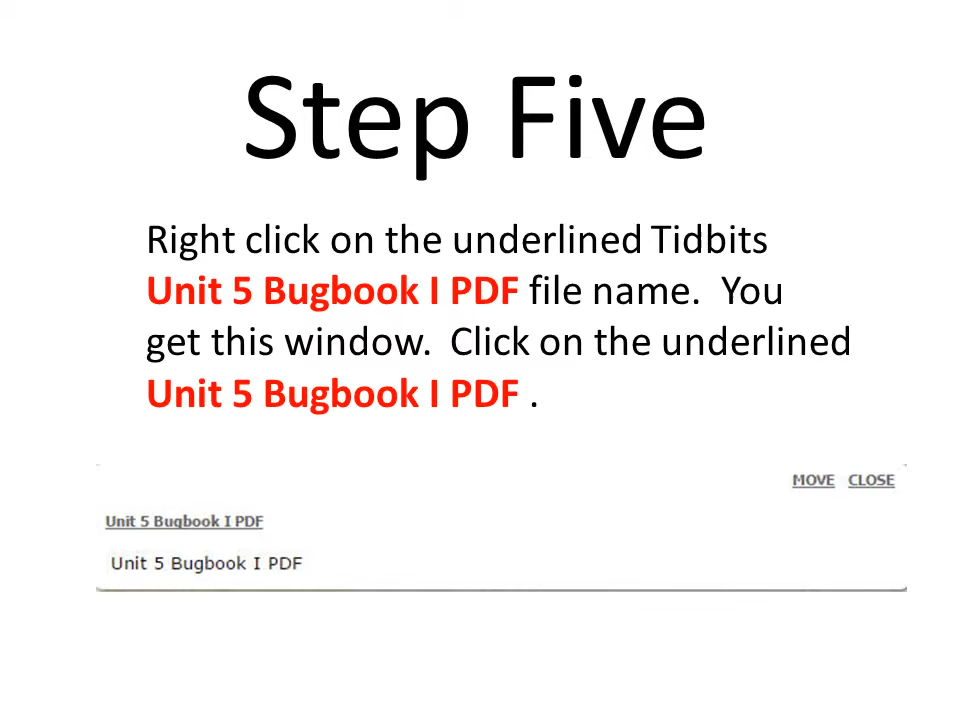 Step Five
Right click on the underlined Tidbits
Unit 5 Bugbook I PDF file name.  You
get this window.  Click on the underlined
Unit 5 Bugbook I PDF .
MOVE CLOSE
Unit 5 Bugbook I PDF
Unit 5 Bugbook I PDF